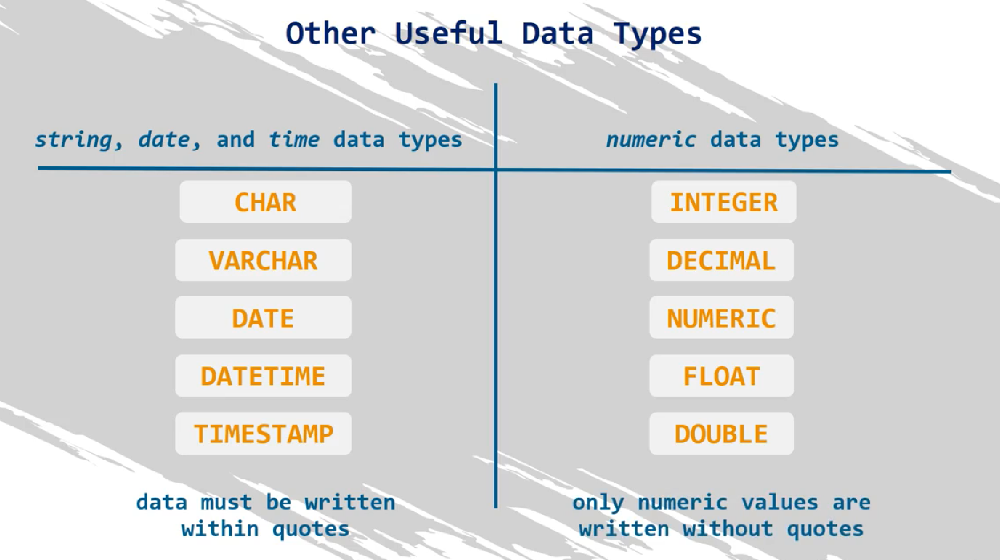 Other Useful Data Types
string, date, and time data types
CHAR
VARCHAR
DATE
DATETIME
TIMESTAMP
data must be written
within quotes
numeric data types
INTEGER
DECIMAL
NUMERIC
FLOAT
DOUBLE
only numeric values are
written without quotes